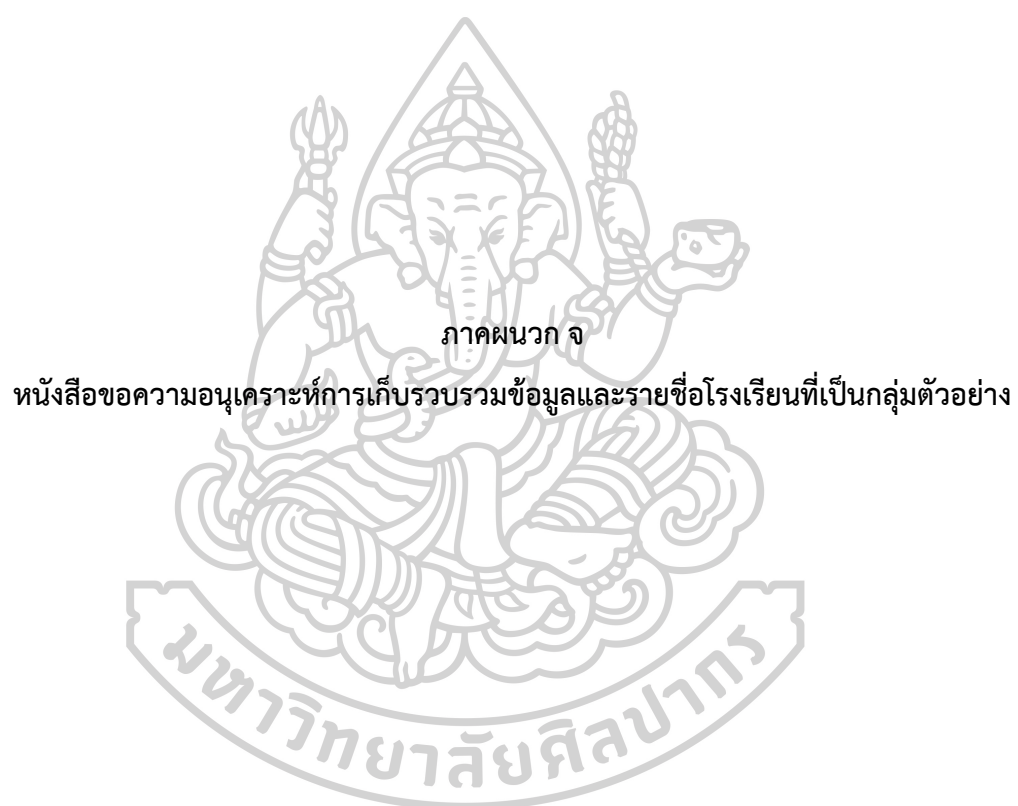 ภาคผนวก จ
หนังสือขอความอนุเคราะห์การเก็บรวบรวมข้อมูลและรายชื่อโรงเรียนที่เป็นกลุ่มตัวอย่าง
มหาวิทยาลัยศิลปากร